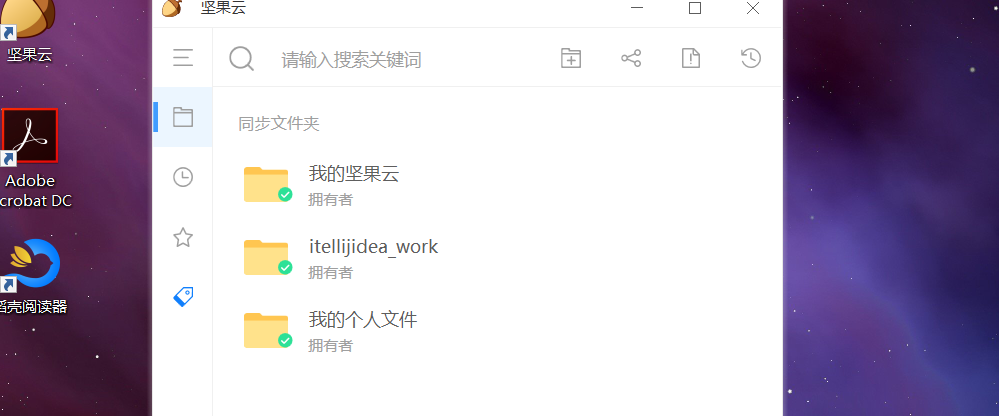 坚果云
坚果云
Adobe
crobat DC
稻壳阅读器
请输入搜索关键词
同步文件夹
我的坚果云
拥有者
itellijidea_work
拥有者
我的个人文件
拥有者